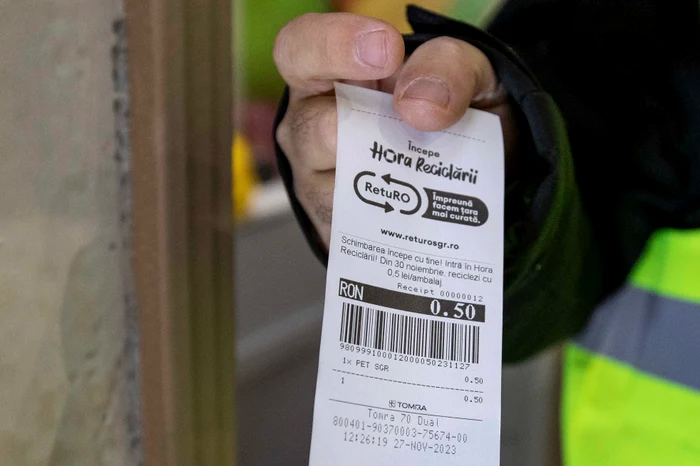 Începe
Hora Reciclării
RetuRO
Împreună
facem țara
mai curată.
www.returosgr.ro
Schimbarea începe cu tine! Intră în Hora
Reciclării! Din 30 noiembrie, reciclezi cu
0.5 lei/ambalaj.
Receipt 00000012
RON 0.50
9809991000120000050231127
1x PET SGR 0.50
1 0.50
TOMRA
Tomra 70 Dual
800401-90370003-75674-00
12:26:19 27-NOV-2023